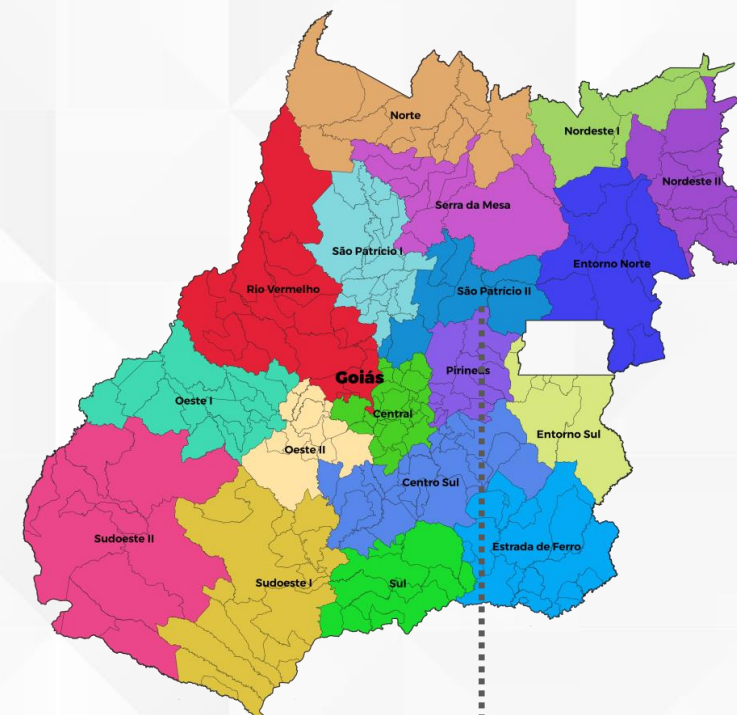 Norte
Nordeste I
Nordeste II
Serra da Mesa
São Patrício I
Entorno Norte
Rio Vermelho
São Patrício II
Pirineus
Goiás
Oeste I
Central
Entorno Sul
Oeste II
Centro Sul
Sudoeste II
Estrada de Ferro
Sudoeste I
Sul